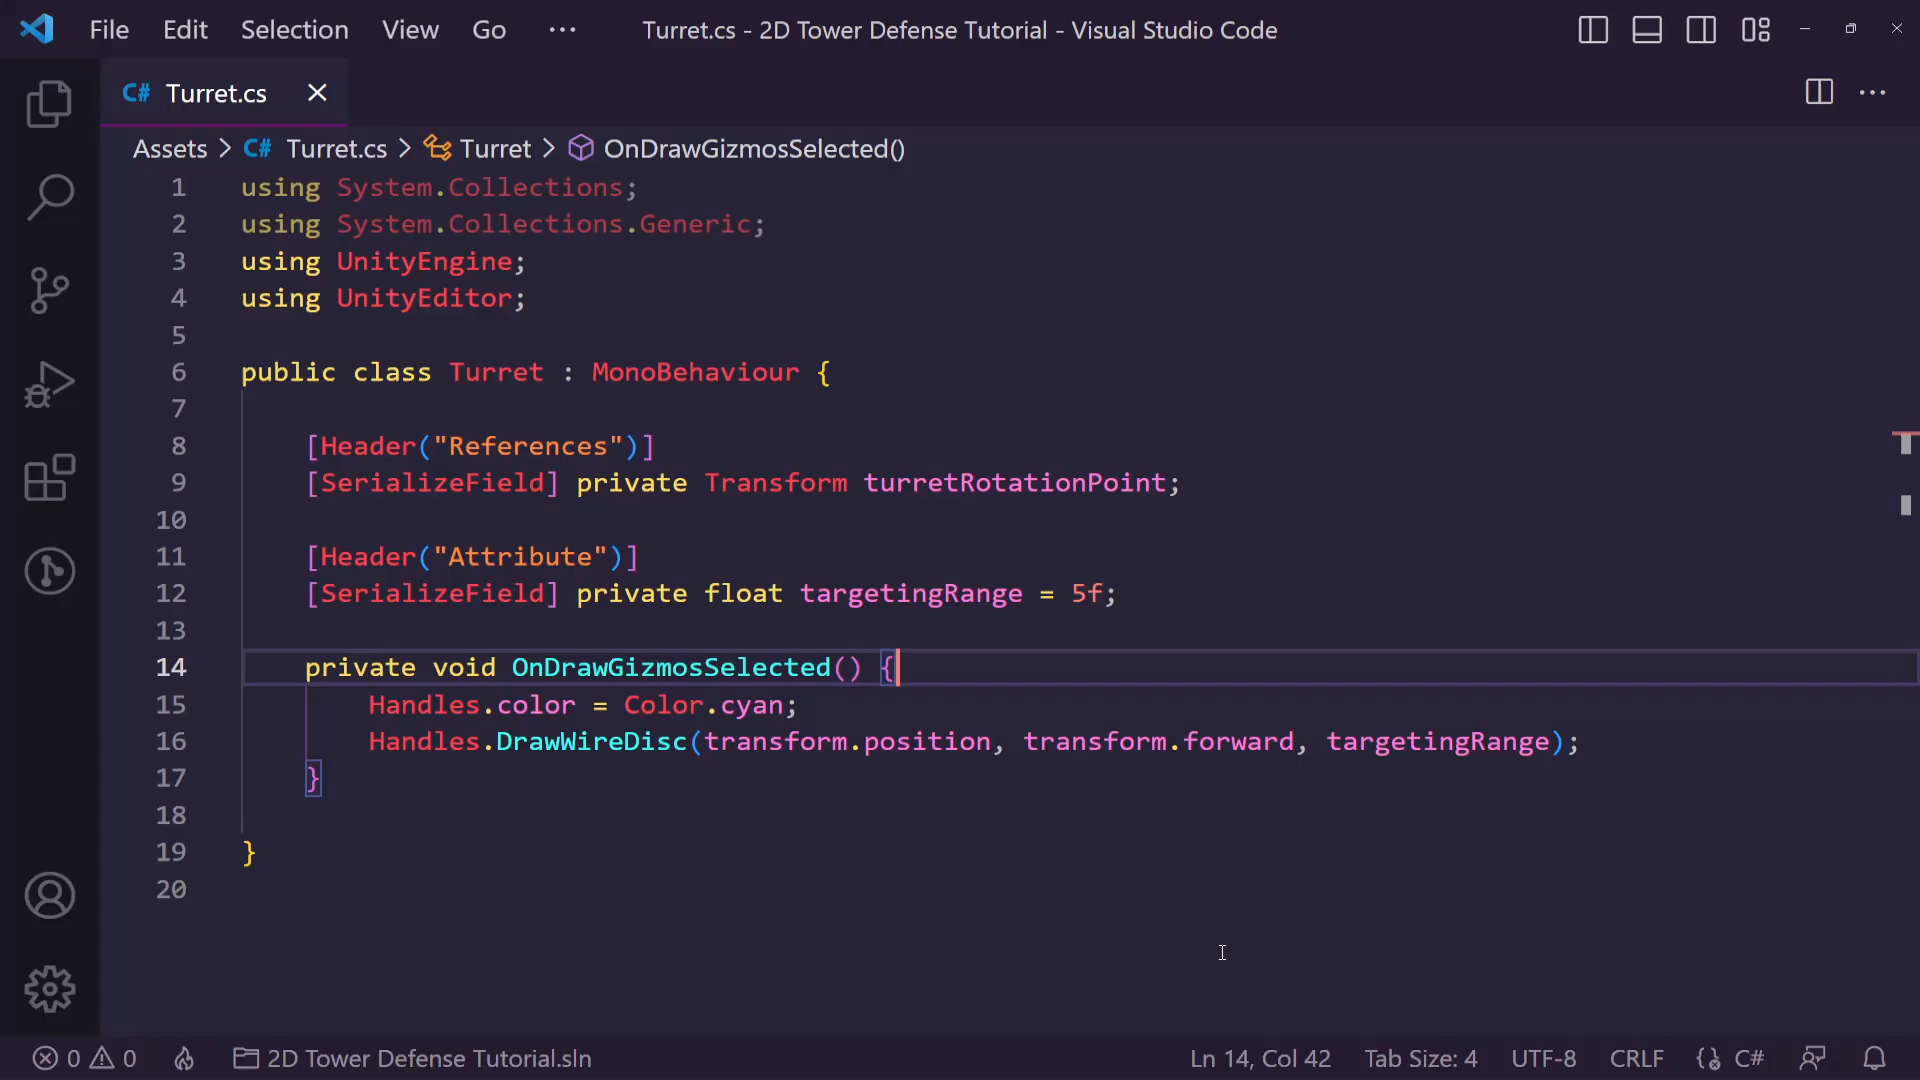 File Edit Selection View Go ··· Turret.cs - 2D Tower Defense Tutorial - Visual Studio Code
C# Turret.cs
Assets > C# Turret.cs > Turret > OnDrawGizmosSelected()
1 using System.Collections;
2 using System.Collections.Generic;
3 using UnityEngine;
4 using UnityEditor;
5
6 public class Turret : MonoBehaviour {
7
8 [Header("References")]
9 [SerializeField] private Transform turretRotationPoint;
10
11 [Header("Attribute")]
12 [SerializeField] private float targetingRange = 5f;
13
14 private void OnDrawGizmosSelected() {
15 Handles.color = Color.cyan;
16 Handles.DrawWireDisc(transform.position, transform.forward, targetingRange);
17 }
18
19 }
20
0 0 2D Tower Defense Tutorial.sln Ln 14, Col 42 Tab Size: 4 UTF-8 CRLF C#